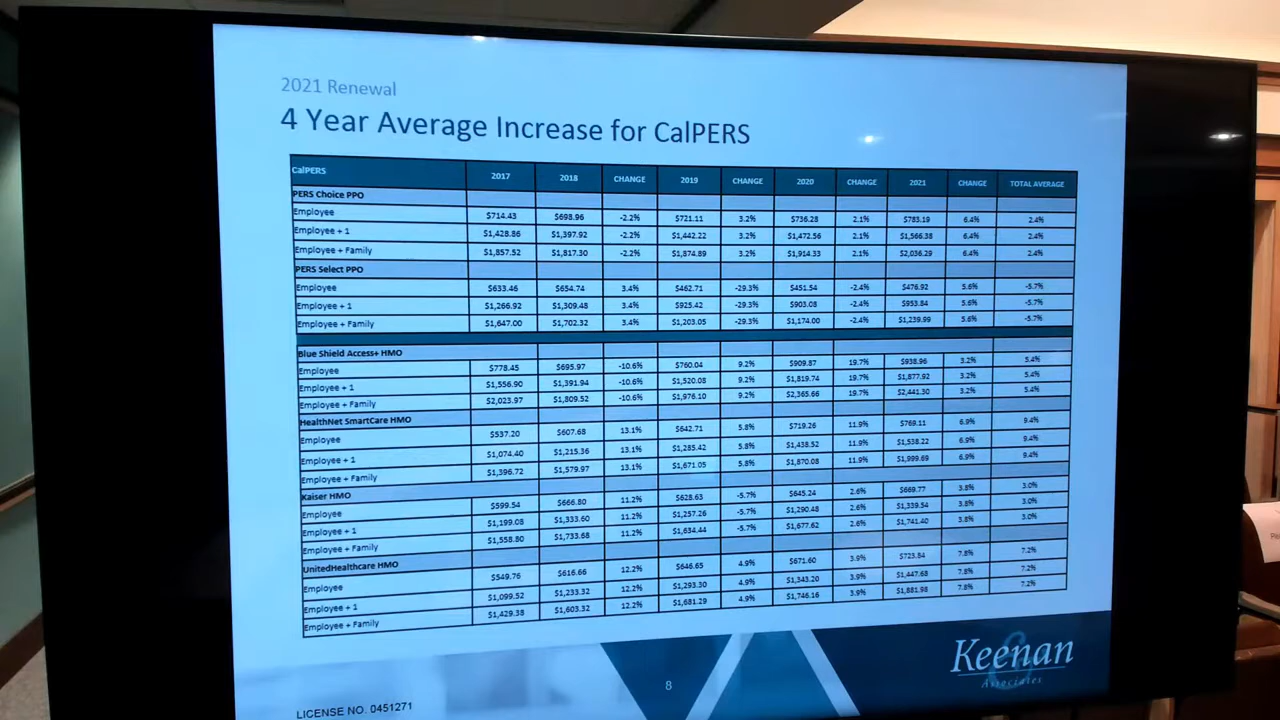 2021 Renewal
4 Year Average Increase for CalPERS
CalPERS 2017 2018 CHANGE 2019 CHANGE 2020 CHANGE 2021 CHANGE TOTAL AVERAGE
PERS Choice PPO
Employee $714.43 $698.96 -2.2% $721.11 3.2% $736.28 2.1% $783.19 6.4% 2.4%
Employee + 1 $1,428.86 $1,397.92 -2.2% $1,442.22 3.2% $1,472.56 2.1% $1,566.38 6.4% 2.4%
Employee + Family $1,857.52 $1,817.30 -2.2% $1,874.89 3.2% $1,914.33 2.1% $2,036.29 6.4% 2.4%
PERS Select PPO
Employee $633.46 $654.74 3.4% $462.71 -29.3% $451.54 -2.4% $476.92 5.6% -5.7%
Employee + 1 $1,266.92 $1,309.48 3.4% $925.42 -29.3% $903.08 -2.4% $953.84 5.6% -5.7%
Employee + Family $1,647.00 $1,702.32 3.4% $1,203.05 -29.3% $1,174.00 -2.4% $1,239.99 5.6% -5.7%
Blue Shield Access+ HMO
Employee $778.45 $695.97 -10.6% $760.04 9.2% $909.87 19.7% $938.96 3.2% 5.4%
Employee + 1 $1,556.90 $1,391.94 -10.6% $1,520.08 9.2% $1,819.74 19.7% $1,877.92 3.2% 5.4%
Employee + Family $2,023.97 $1,809.52 -10.6% $1,976.10 9.2% $2,365.66 19.7% $2,441.30 3.2% 5.4%
HealthNet SmartCare HMO
Employee $537.20 $607.68 13.1% $642.71 5.8% $719.26 11.9% $769.11 6.9% 9.4%
Employee + 1 $1,074.40 $1,215.36 13.1% $1,285.42 5.8% $1,438.52 11.9% $1,538.22 6.9% 9.4%
Employee + Family $1,396.72 $1,579.97 13.1% $1,671.05 5.8% $1,870.08 11.9% $1,999.69 6.9% 9.4%
Kaiser HMO
Employee $599.54 $666.80 11.2% $628.63 -5.7% $645.24 2.6% $669.77 3.8% 3.0%
Employee + 1 $1,199.08 $1,333.60 11.2% $1,257.26 -5.7% $1,290.48 2.6% $1,339.54 3.8% 3.0%
Employee + Family $1,558.80 $1,733.68 11.2% $1,634.44 -5.7% $1,677.62 2.6% $1,741.40 3.8% 3.0%
UnitedHealthcare HMO
Employee $549.76 $616.66 12.2% $646.65 4.9% $671.60 3.9% $723.84 7.8% 7.2%
Employee + 1 $1,099.52 $1,233.32 12.2% $1,293.30 4.9% $1,343.20 3.9% $1,447.68 7.8% 7.2%
Employee + Family $1,429.38 $1,603.32 12.2% $1,681.29 4.9% $1,746.16 3.9% $1,881.98 7.8% 7.2%
Keenan
& Associates
8
LICENSE NO. 0451271